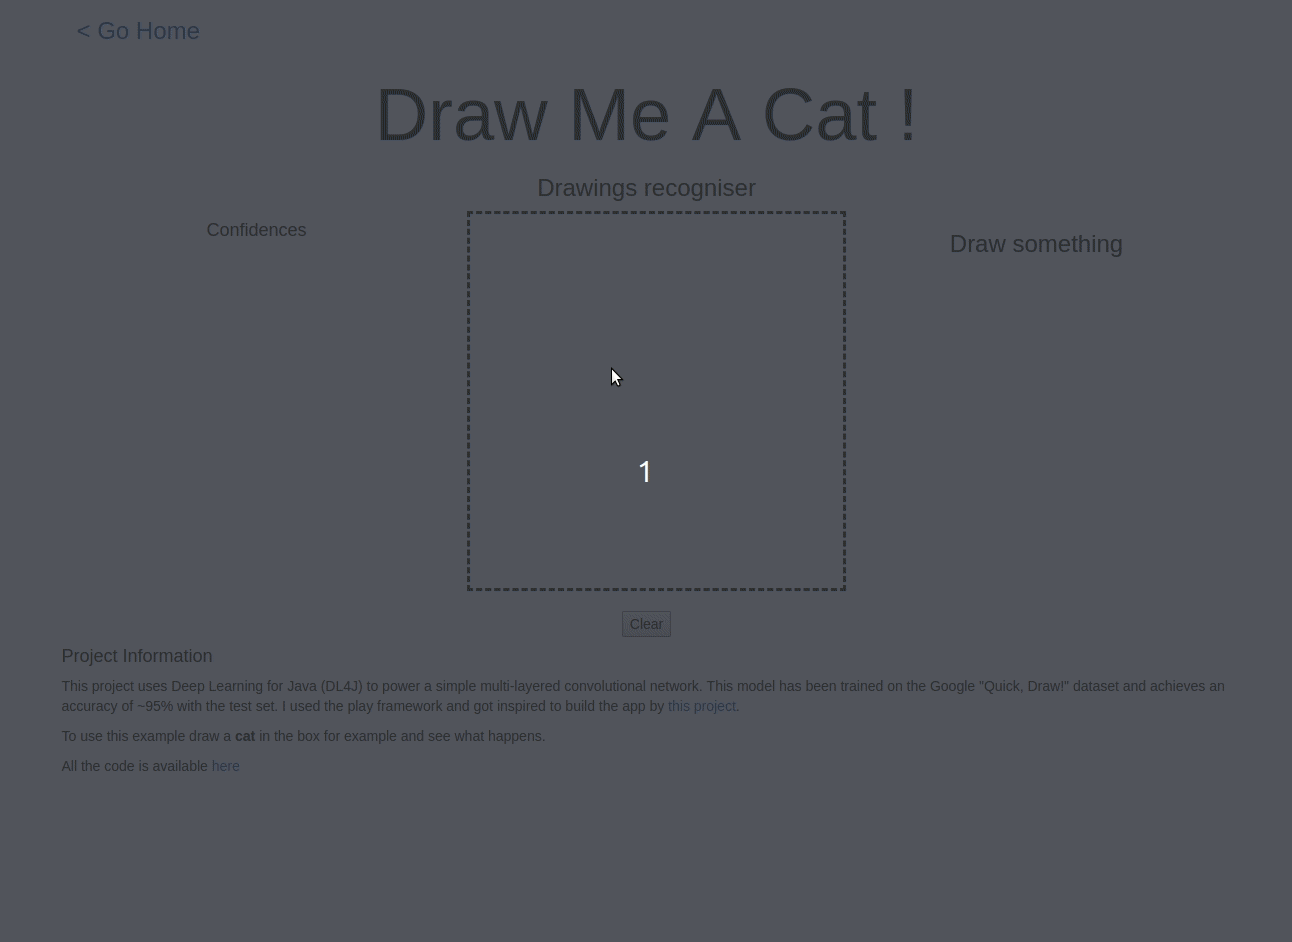 < Go Home
Draw Me A Cat !
Drawings recogniser
Confidences
Draw something
1
Clear
Project Information
This project uses Deep Learning for Java (DL4J) to power a simple multi-layered convolutional network. This model has been trained on the Google "Quick, Draw!" dataset and achieves an
accuracy of ~95% with the test set. I used the play framework and got inspired to build the app by this project.
To use this example draw a cat in the box for example and see what happens.
All the code is available here